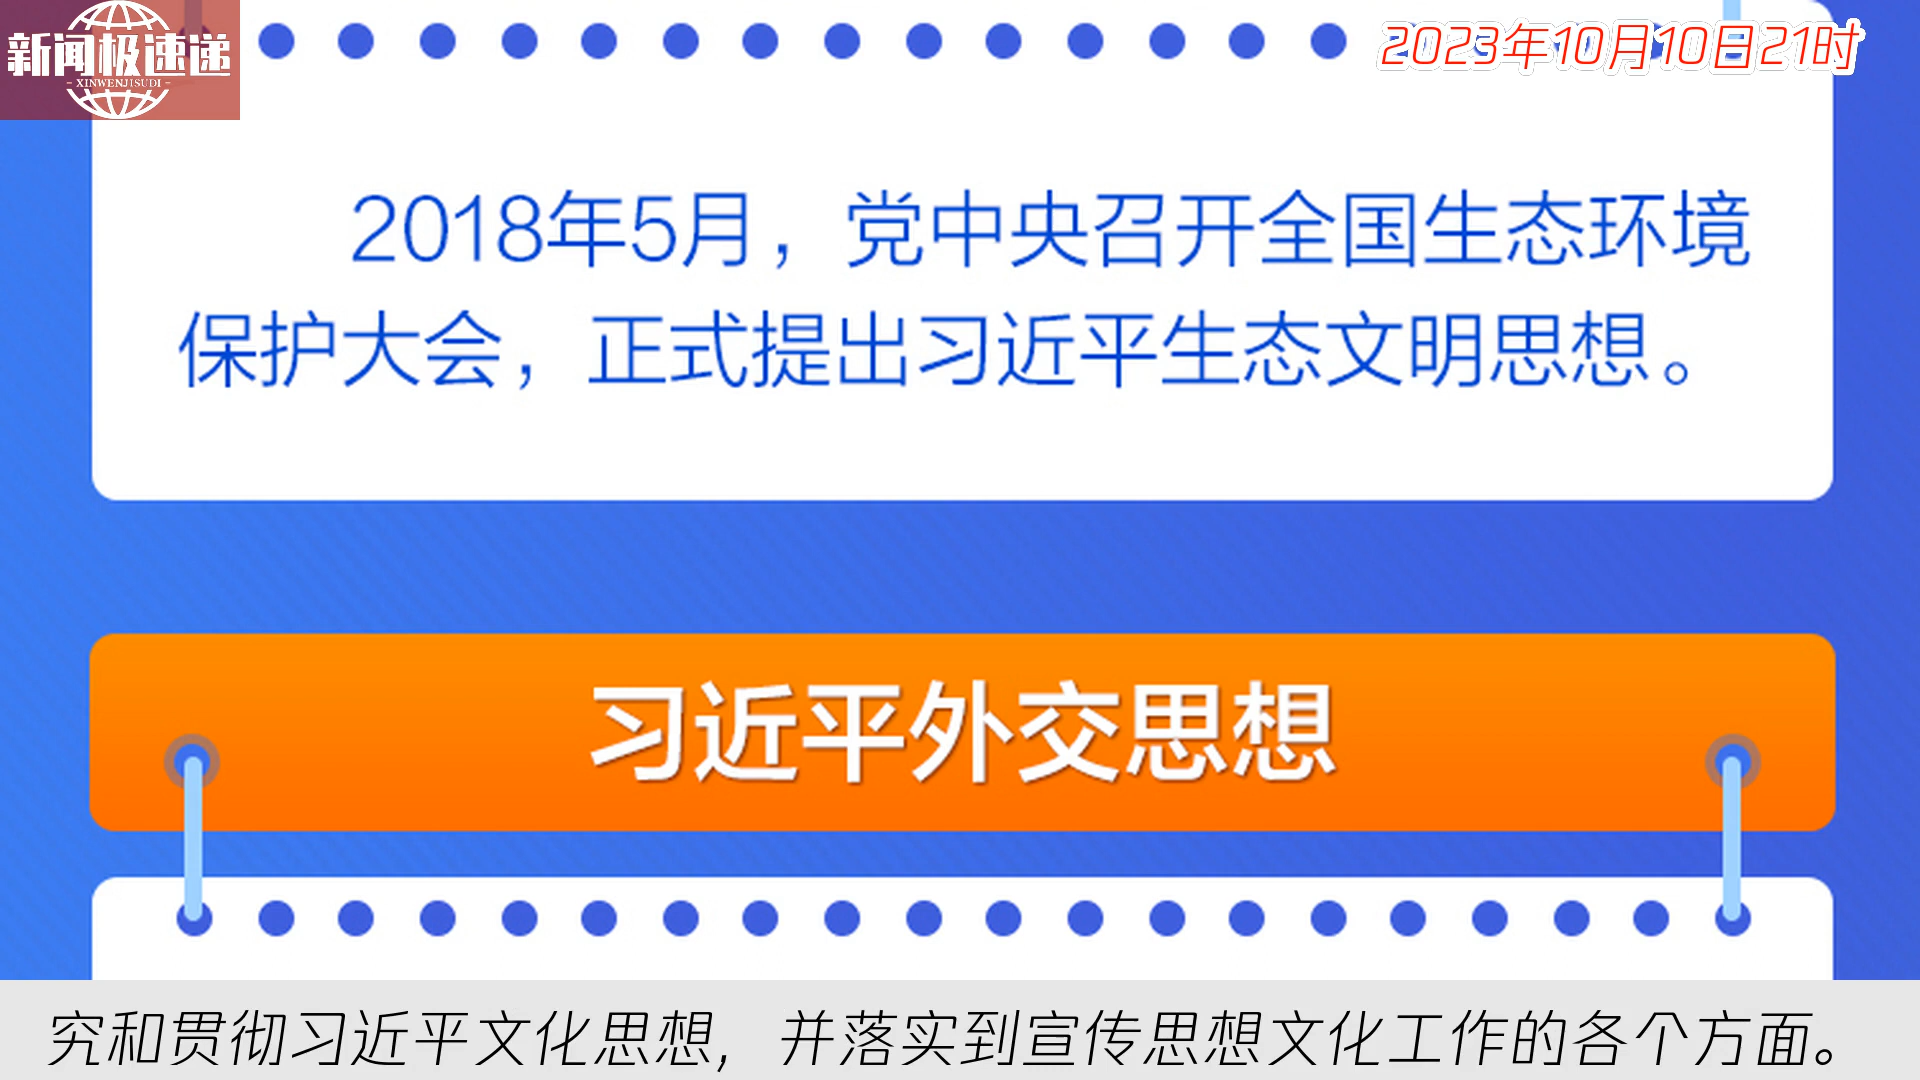 新闻极速递
XINWENJISUDI
2023年10月10日21时
2018年5月，党中央召开全国生态环境
保护大会，正式提出习近平生态文明思想。
习近平外交思想
究和贯彻习近平文化思想，并落实到宣传思想文化工作的各个方面。